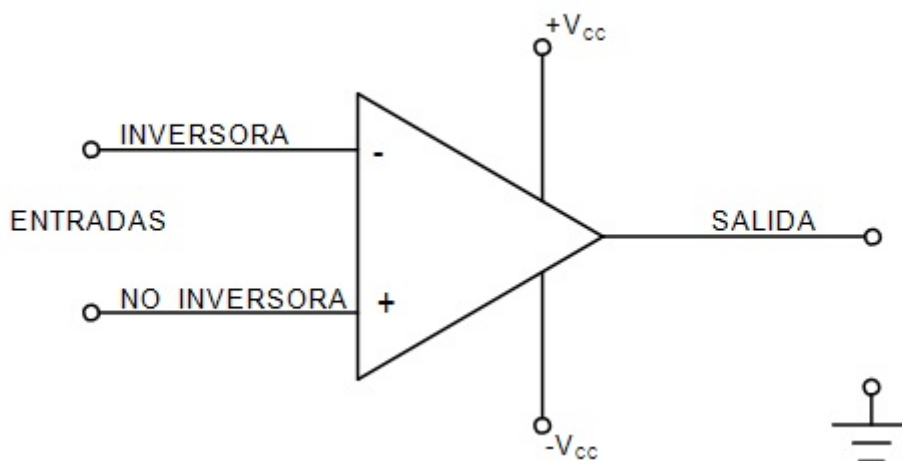 +Vcc
INVERSORA
-
ENTRADAS
SALIDA
NO INVERSORA
+
-Vcc